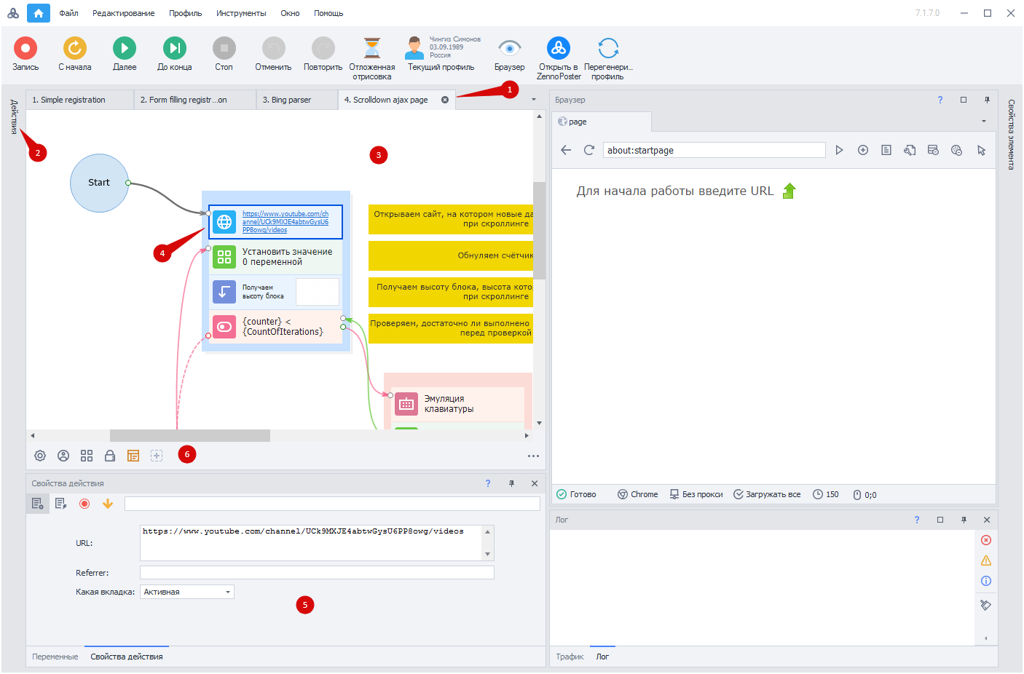 Файл Редактирование Профиль Инструменты Окно Помощь 7.1.7.0
Запись
С начала
Далее
До конца
Стоп
Отменить
Повторить
Отложенная
отрисовка
Чингиз Симонов
03.09.1989
Россия
Текущий профиль
Браузер
Открыть в
ZennoPoster
Перегенери...
профиль
Действия
1. Simple registration
2. Form filling registr...on
3. Bing parser
4. Scrolldown ajax page
1
2
3
Start
https://www.youtube.com/ch
annel/UCk9MXJE4abtwGysU6
PP8owg/videos
4
Установить значение
0 переменной
Получаем
высоту блока
{counter} <
{CountOfIterations}
Открываем сайт, на котором новые да
при скроллинге
Обнуляем счётчик
Получаем высоту блока, высота кото
при скроллинге
Проверяем, достаточно ли выполнено
перед проверкой
Эмуляция
клавиатуры
6
Свойства действия
URL:
https://www.youtube.com/channel/UCk9MXJE4abtwGysU6PP8owg/videos
Referrer:
Какая вкладка: Активная
5
Переменные Свойства действия
Браузер
page
about:startpage
Для начала работы введите URL
Готово Chrome Без прокси Загружать все 150 0;0
Лог
Трафик Лог
Свойства элемента